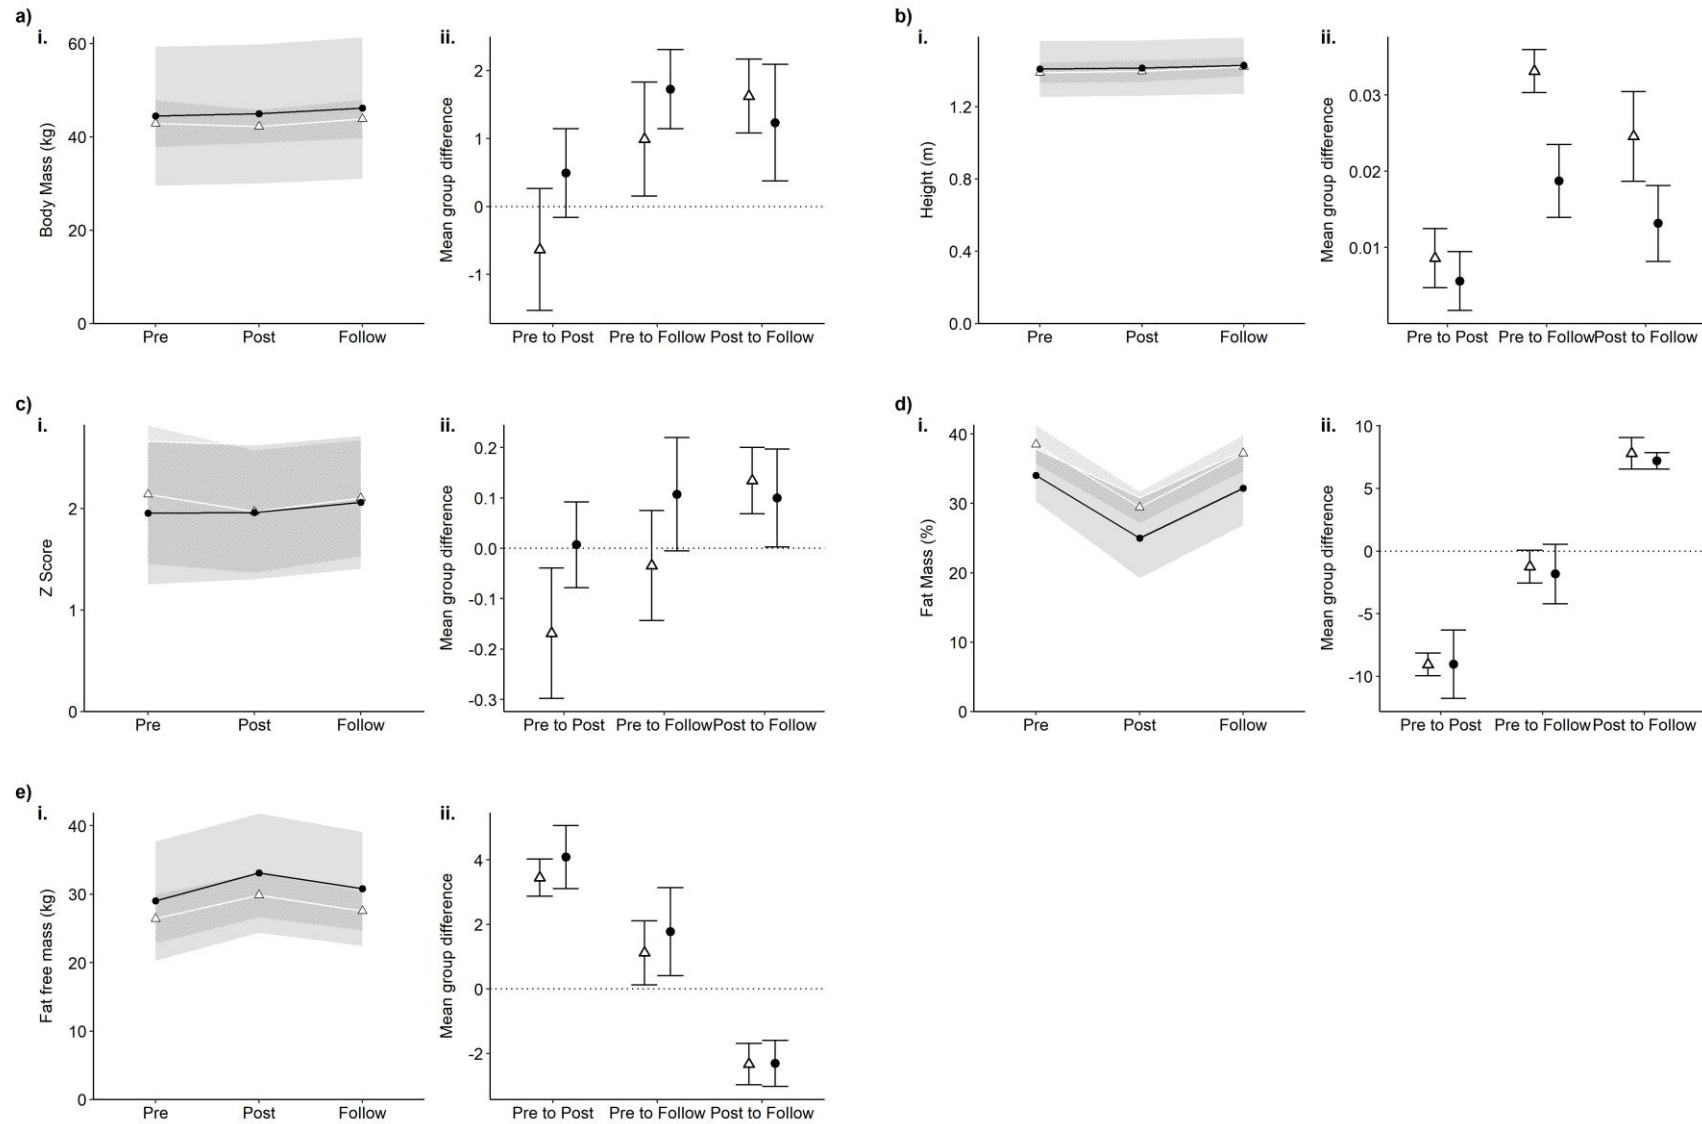 a)
i.
Body Mass (kg)
60
40
20
0
Pre Post Follow
ii.
Mean group difference
2
1
0
-1
Pre to Post Pre to Follow Post to Follow
b)
i.
Height (m)
1.2
0.8
0.4
0.0
Pre Post Follow
ii.
Mean group difference
0.03
0.02
0.01
Pre to Post Pre to Follow Post to Follow
c)
i.
Z Score
2
1
0
Pre Post Follow
ii.
Mean group difference
0.2
0.1
0.0
-0.1
-0.2
-0.3
Pre to Post Pre to Follow Post to Follow
d)
i.
Fat Mass (%)
40
30
20
10
0
Pre Post Follow
ii.
Mean group difference
10
5
0
-5
-10
Pre to Post Pre to Follow Post to Follow
e)
i.
Fat free mass (kg)
40
30
20
10
0
Pre Post Follow
ii.
Mean group difference
4
2
0
-2
Pre to Post Pre to Follow Post to Follow